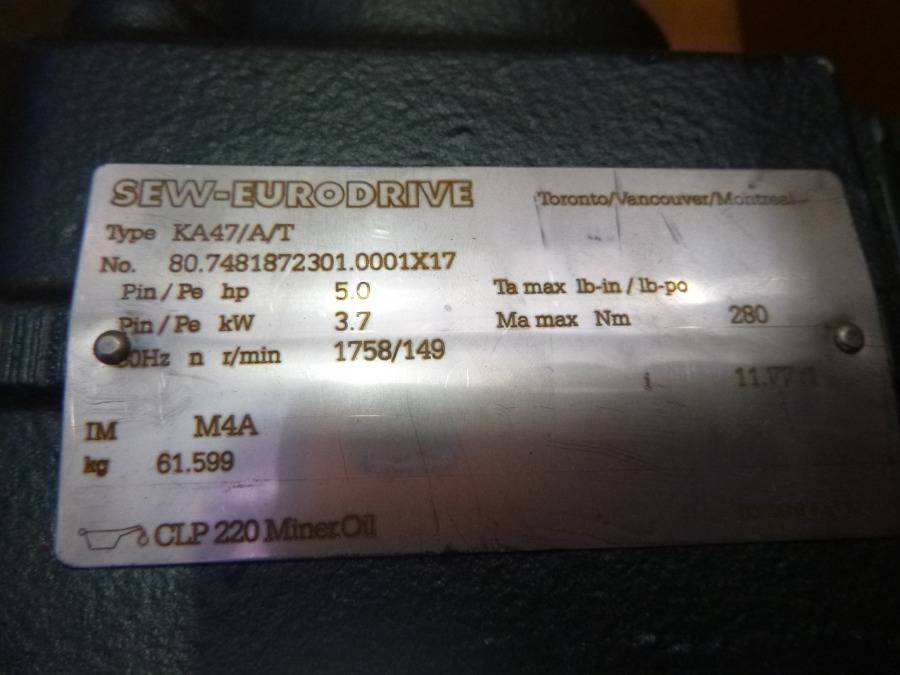 SEW-EURODRIVE Toronto/Vancouver/Montreal
Type KA47/A/T
No. 80.7481872301.0001X17
Pin/Pe hp 5.0 Ta max lb-in / lb-po
Pin/Pe kW 3.7 Ma max Nm 280
Hz n r/min 1758/149
i
IM M4A
kg 61.599
CLP 220 Miner.Oil